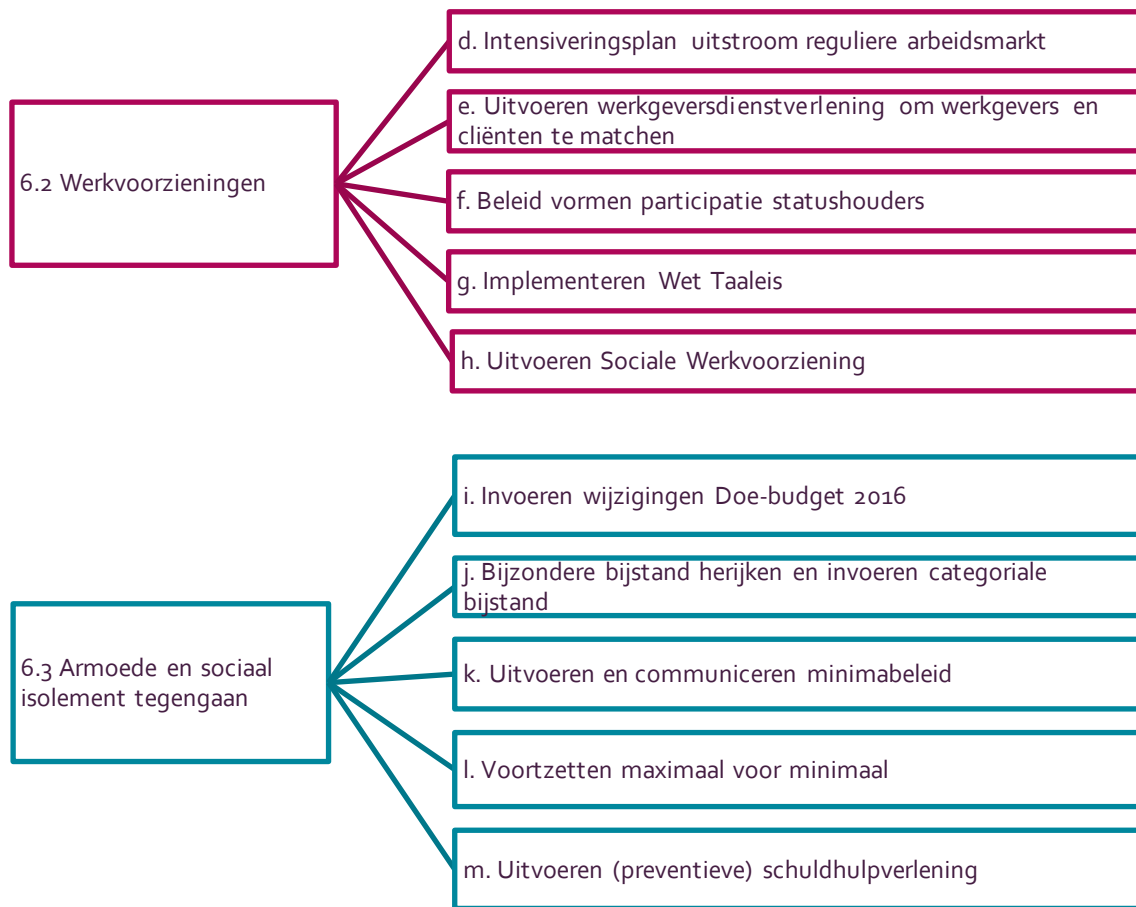 d. Intensiveringsplan uitstroom reguliere arbeidsmarkt
6.2 Werkvoorzieningen
e. Uitvoeren werkgeversdienstverlening om werkgevers en
cliënten te matchen
f. Beleid vormen participatie statushouders
g. Implementeren Wet Taaleis
h. Uitvoeren Sociale Werkvoorziening
i. Invoeren wijzigingen Doe-budget 2016
6.3 Armoede en sociaal
isolement tegengaan
j. Bijzondere bijstand herijken en invoeren categoriale
bijstand
k. Uitvoeren en communiceren minimabeleid
l. Voortzetten maximaal voor minimaal
m. Uitvoeren (preventieve) schuldhulpverlening